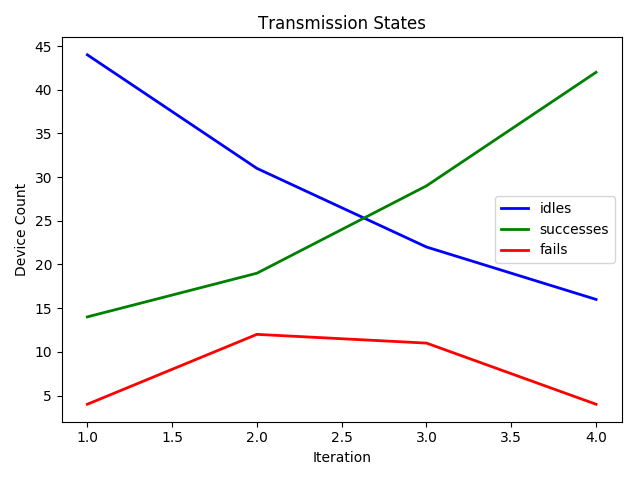 Transmission States
45
40
35
30
25
20
15
10
5
Device Count
idles
successes
fails
1.0 1.5 2.0 2.5 3.0 3.5 4.0
Iteration